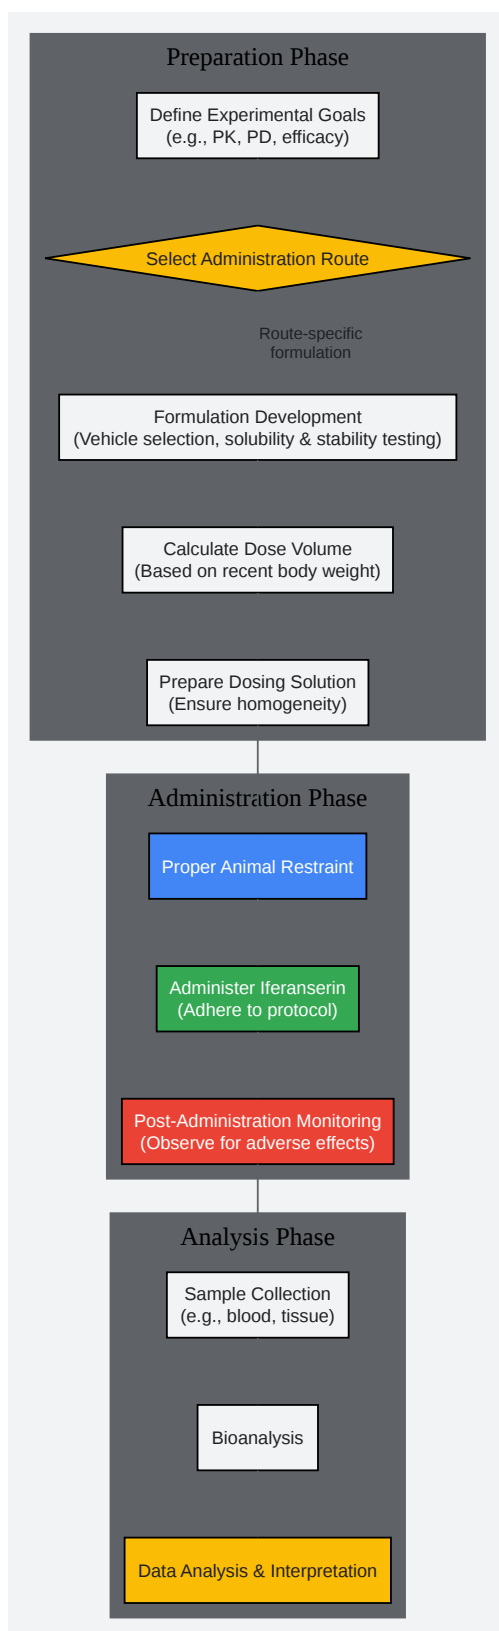 Preparation Phase
Define Experimental Goals
(e.g., PK, PD, efficacy)
Select Administration Route
Route-specific
formulation
Formulation Development
(Vehicle selection, solubility & stability testing)
Calculate Dose Volume
(Based on recent body weight)
Prepare Dosing Solution
(Ensure homogeneity)
Administration Phase
Proper Animal Restraint
Administer Iferanserin
(Adhere to protocol)
Post-Administration Monitoring
(Observe for adverse effects)
Analysis Phase
Sample Collection
(e.g., blood, tissue)
Bioanalysis
Data Analysis & Interpretation